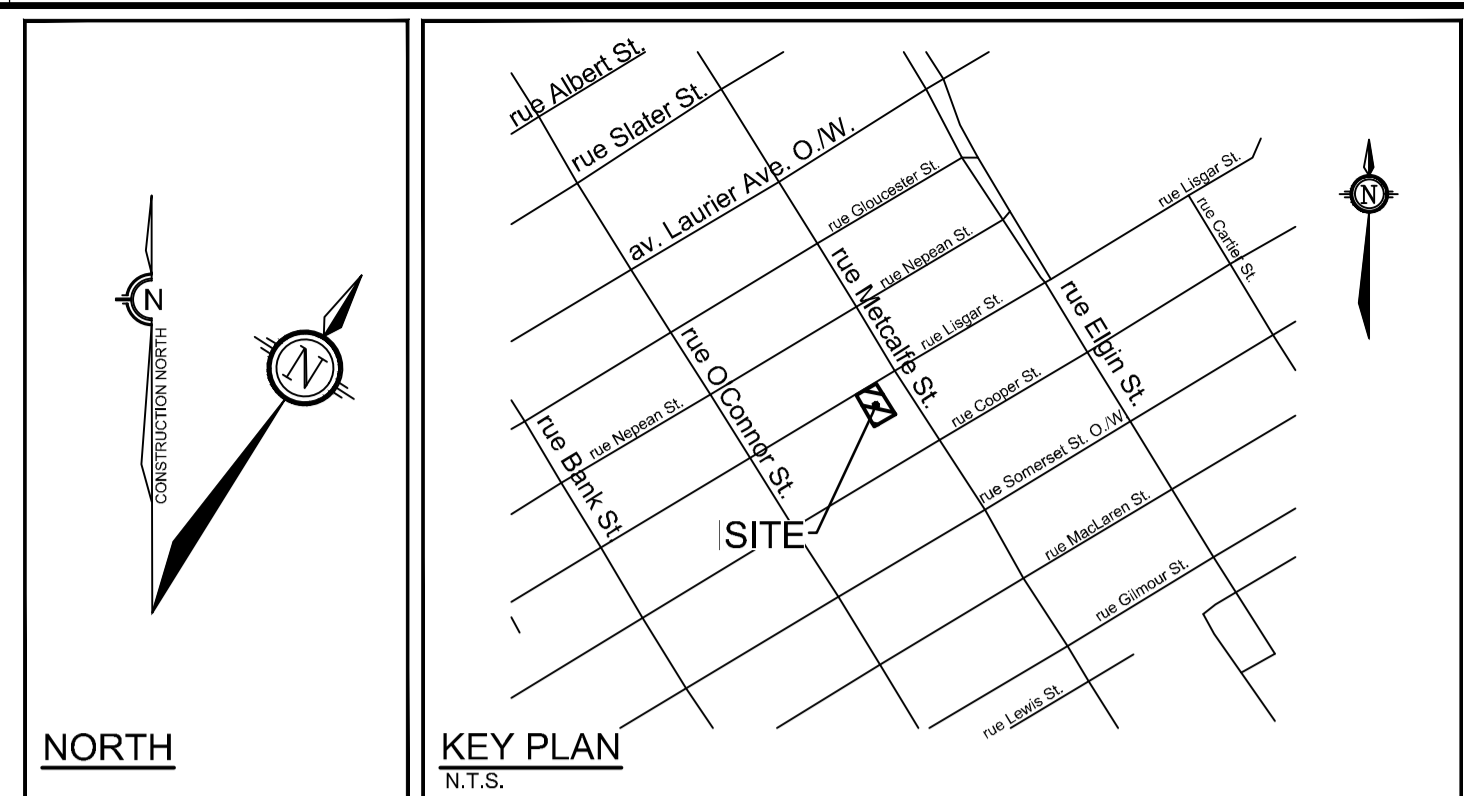 N
CONSTRUCTION NORTH
N
NORTH
rue Albert St.
rue Slater St.
av. Laurier Ave. O./W.
rue Gloucester St.
rue Nepean St.
rue Lisgar St.
rue Lisgar St.
rue Cartier St.
N
rue Metcalfe St.
rue Elgin St.
rue O'Connor St.
rue Nepean St.
rue Bank St.
rue Cooper St.
rue Somerset St. O./W.
rue MacLaren St.
rue Gilmour St.
rue Lewis St.
SITE
KEY PLAN
N.T.S.